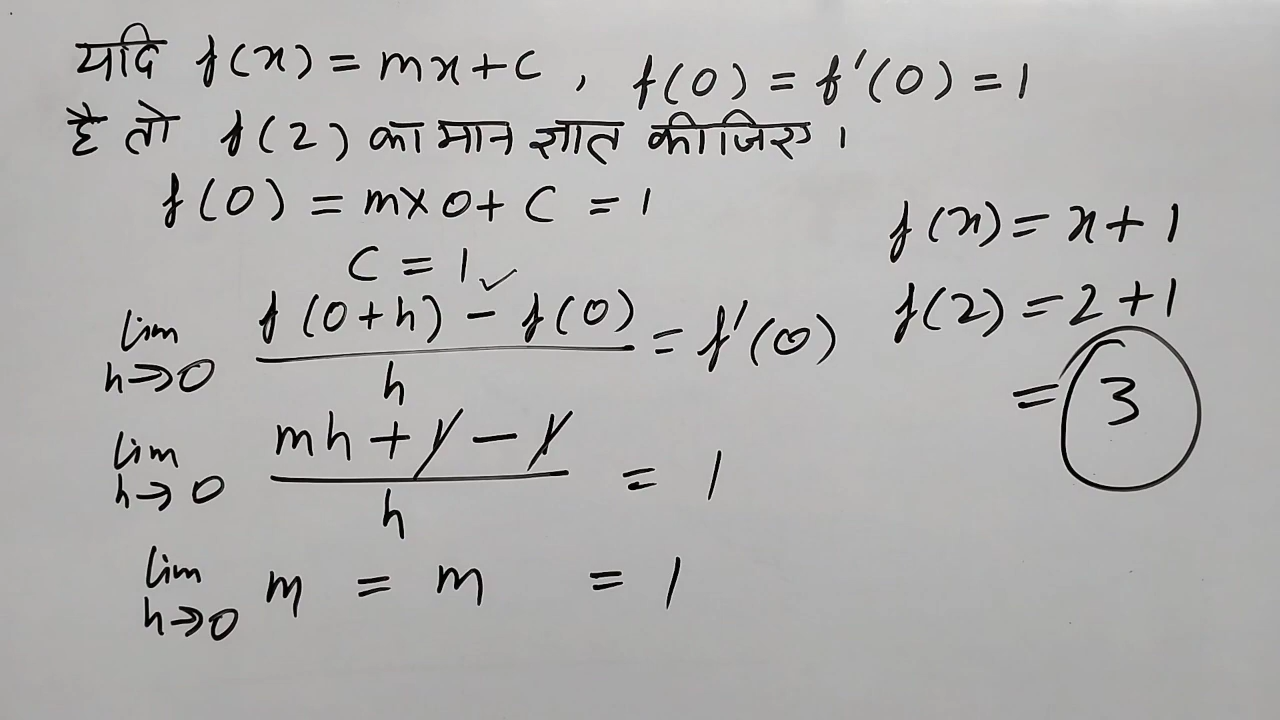 यदि f(x) = mx + c , f(0) = f'(0) = 1
है तो f(2) का मान ज्ञात कीजिए ।
f(0) = m x 0 + C = 1
C = 1 ✓
lim h→0 f(0+h) - f(0) / h = f'(0)
lim h→0 mh + 1 - 1 / h = 1
lim h→0 m = m = 1
f(x) = x + 1
f(2) = 2 + 1
= 3